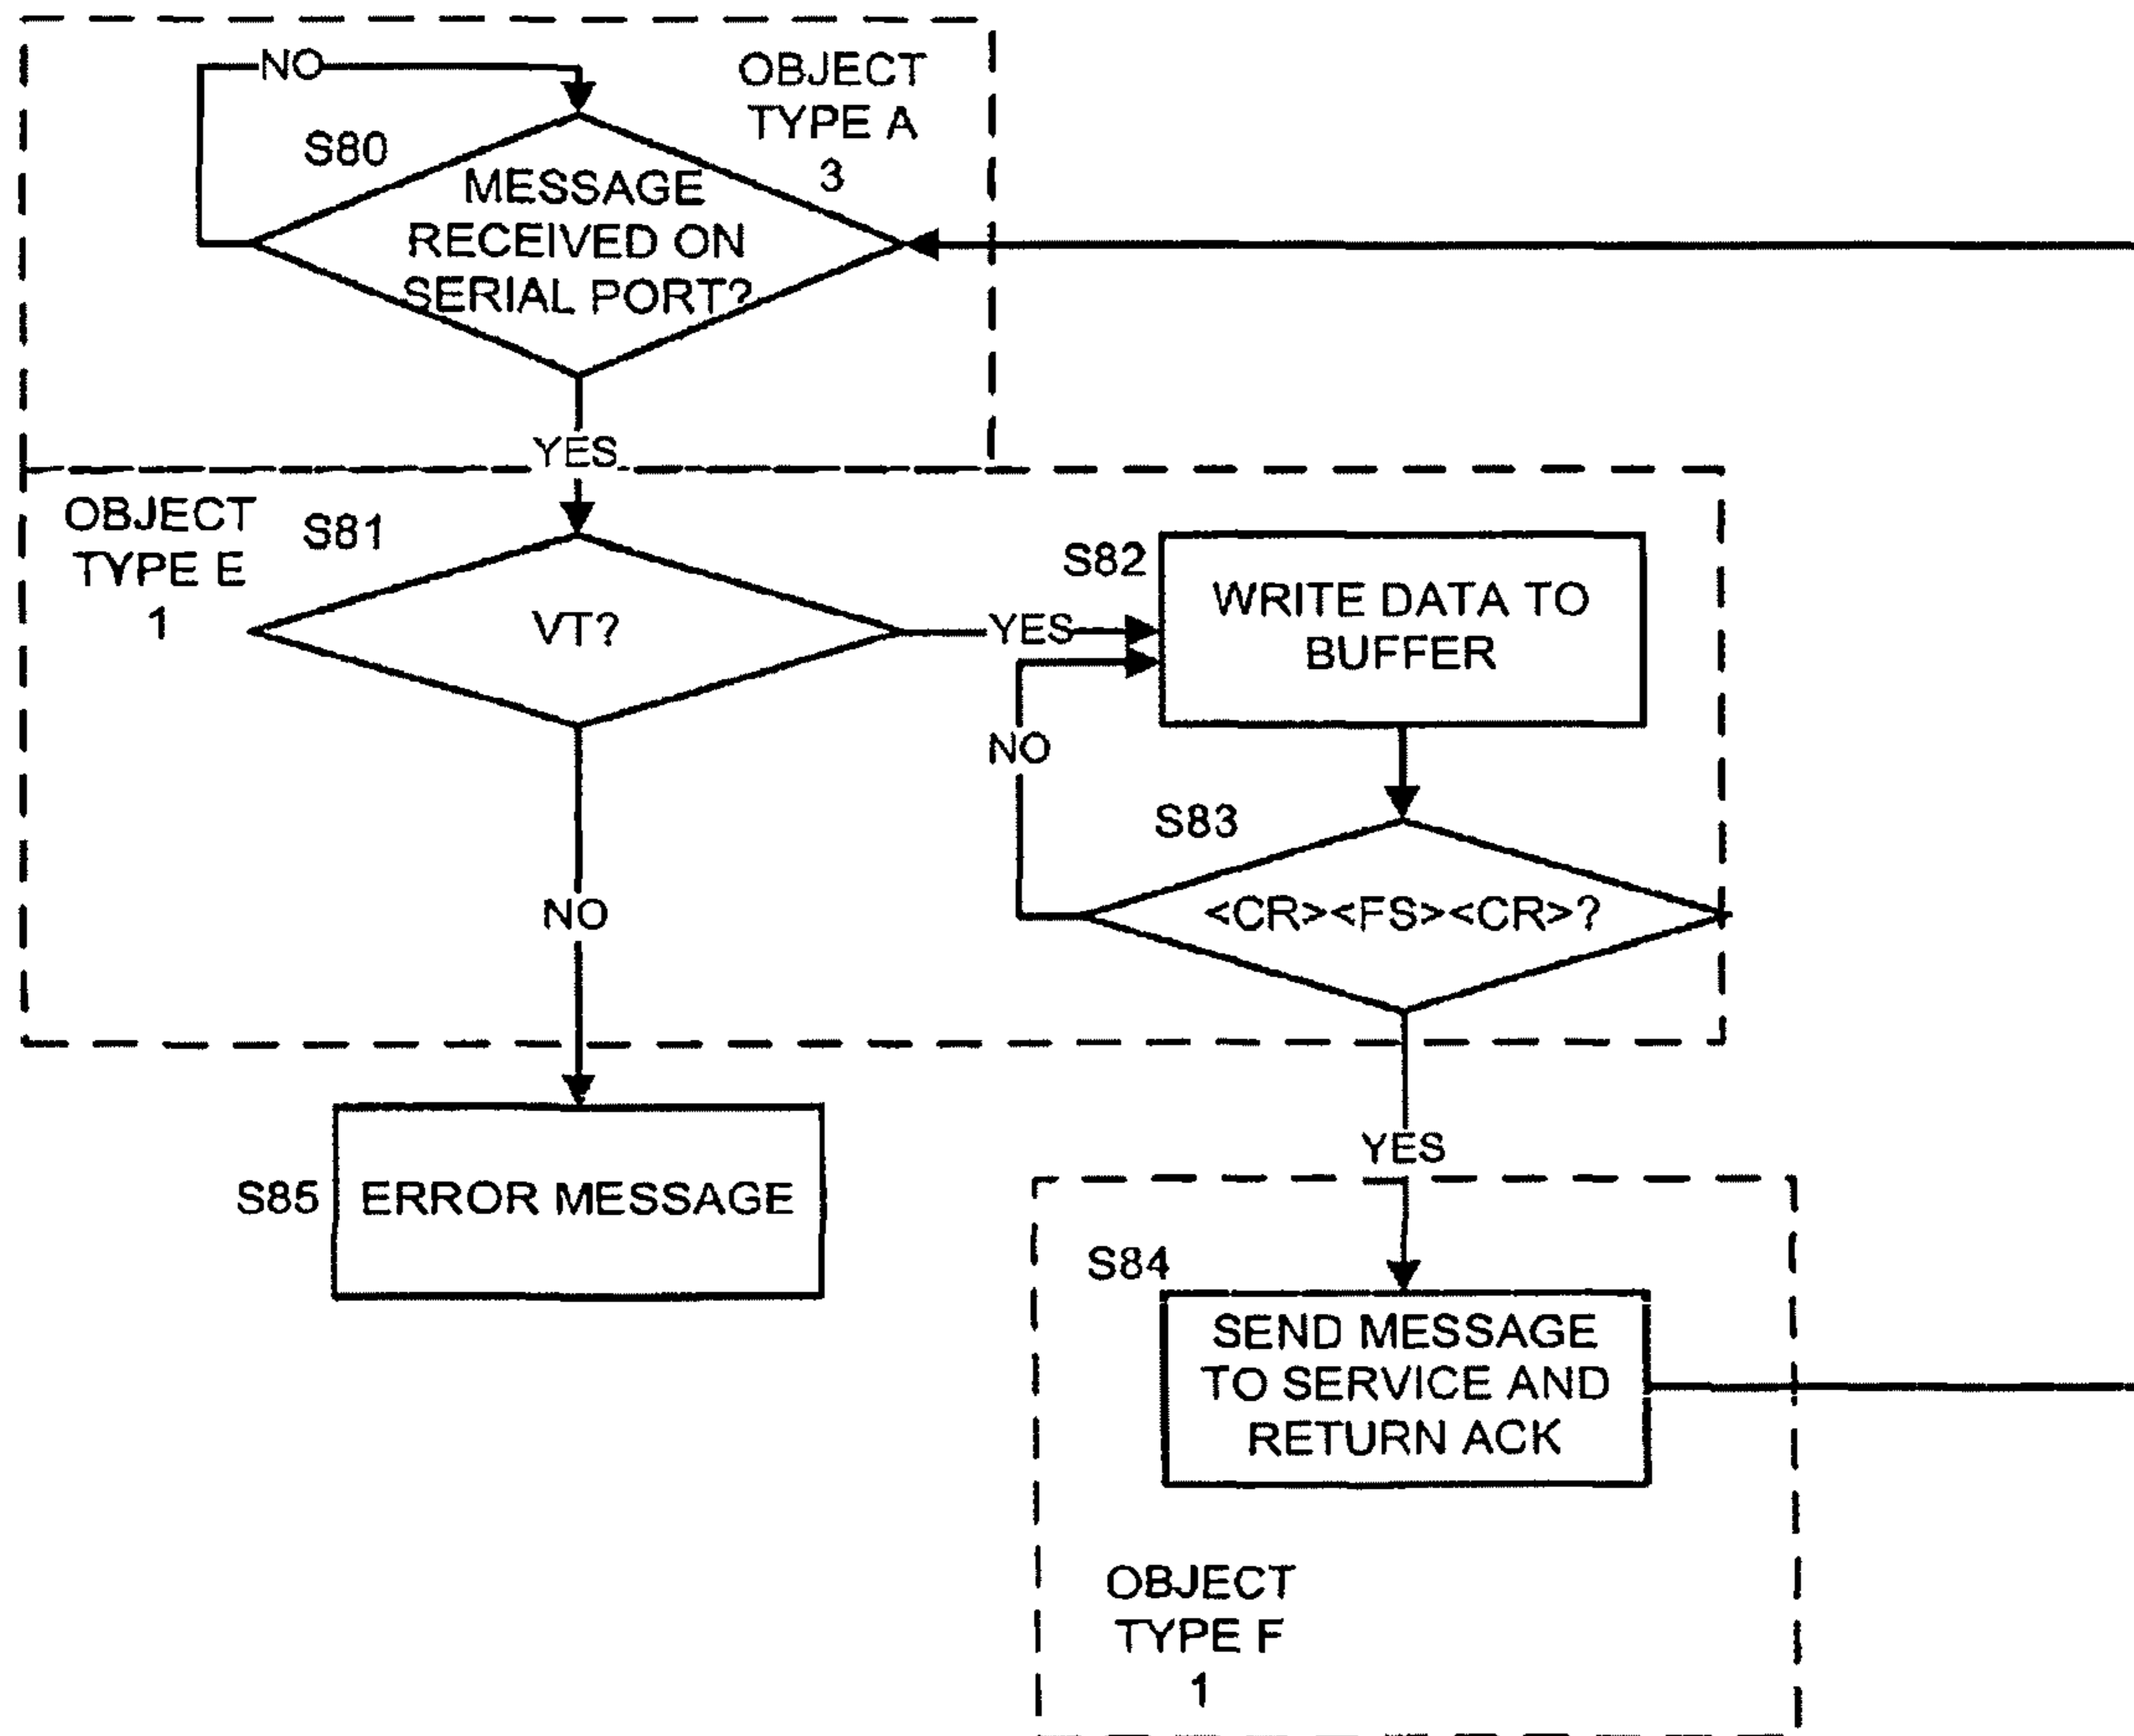 NO
OBJECT
TYPE A
3
S80
MESSAGE
RECEIVED ON
SERIAL PORT?
YES
OBJECT
TYPE E
1
S81
VT?
YES
S82
WRITE DATA TO
BUFFER
NO
S83
<CR><FS><CR>?
NO
YES
S85
ERROR MESSAGE
S84
SEND MESSAGE
TO SERVICE AND
RETURN ACK
OBJECT
TYPE F
1